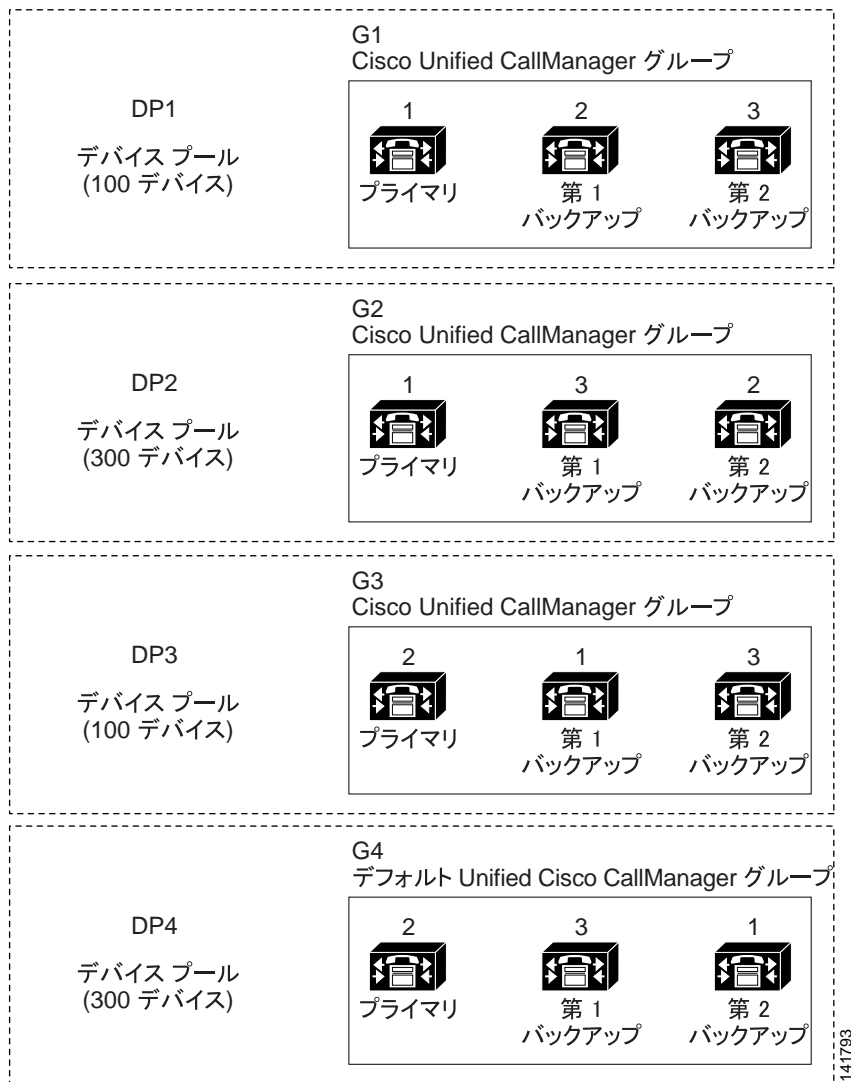 G1
Cisco Unified CallManager グループ
DP1
デバイス プール
(100 デバイス)
1
2
3
プライマリ
第 1
バックアップ
第 2
バックアップ
G2
Cisco Unified CallManager グループ
DP2
デバイス プール
(300 デバイス)
1
3
2
プライマリ
第 1
バックアップ
第 2
バックアップ
G3
Cisco Unified CallManager グループ
DP3
デバイス プール
(100 デバイス)
2
1
3
プライマリ
第 1
バックアップ
第 2
バックアップ
G4
デフォルト Unified Cisco CallManager グループ
DP4
デバイス プール
(300 デバイス)
2
3
1
プライマリ
第 1
バックアップ
第 2
バックアップ
141793